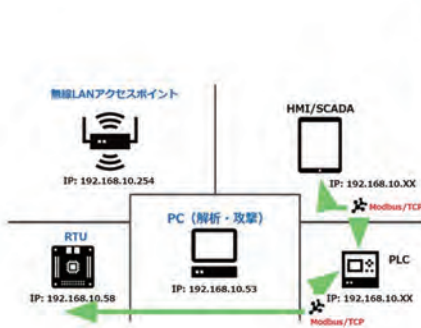 無線LANアクセスポイント
IP: 192.168.10.254
HMI/SCADA
IP: 192.168.10.XX
Modbus/TCP
RTU
IP: 192.168.10.58
PC（解析・攻撃）
IP: 192.168.10.53
PLC
IP: 192.168.10.XX
Modbus/TCP